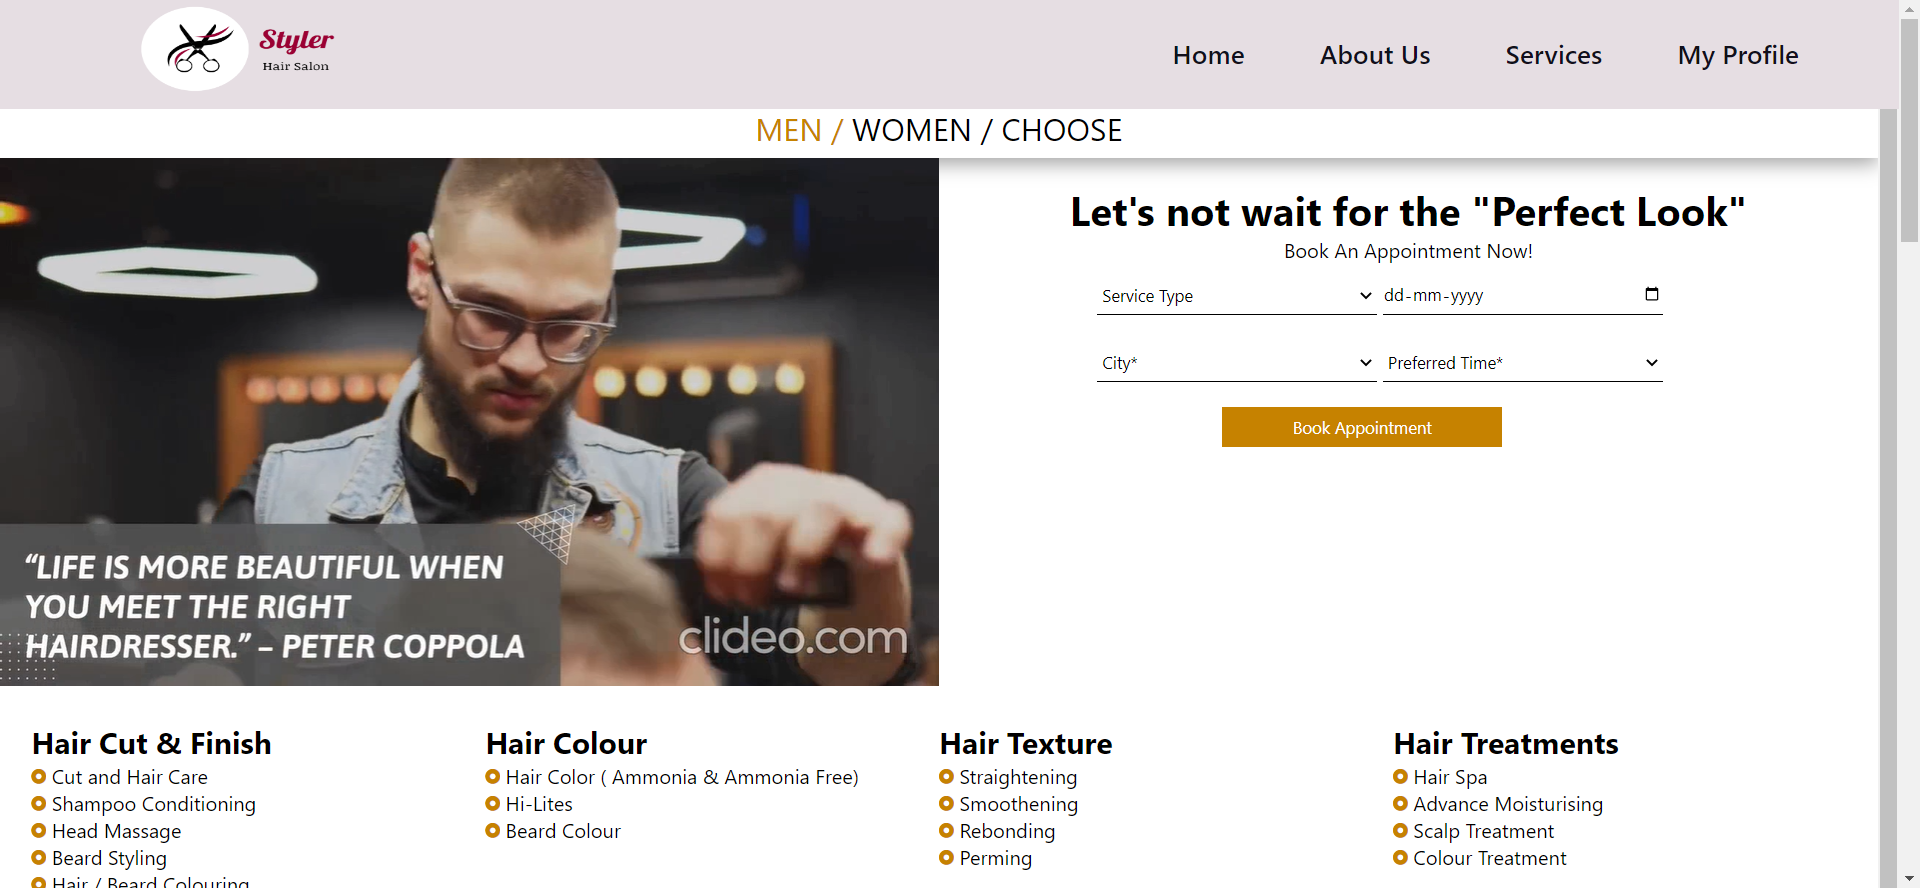 Styler
Hair Salon
Home
About Us
Services
My Profile
MEN / WOMEN / CHOOSE
Let's not wait for the "Perfect Look"
Book An Appointment Now!
Service Type
dd-mm-yyyy
City*
Preferred Time*
Book Appointment
“LIFE IS MORE BEAUTIFUL WHEN
YOU MEET THE RIGHT
HAIRDRESSER.” – PETER COPPOLA
clideo.com
Hair Cut & Finish
Cut and Hair Care
Shampoo Conditioning
Head Massage
Beard Styling
Hair / Beard Colouring
Hair Colour
Hair Color ( Ammonia & Ammonia Free)
Hi-Lites
Beard Colour
Hair Texture
Straightening
Smoothening
Rebonding
Perming
Hair Treatments
Hair Spa
Advance Moisturising
Scalp Treatment
Colour Treatment